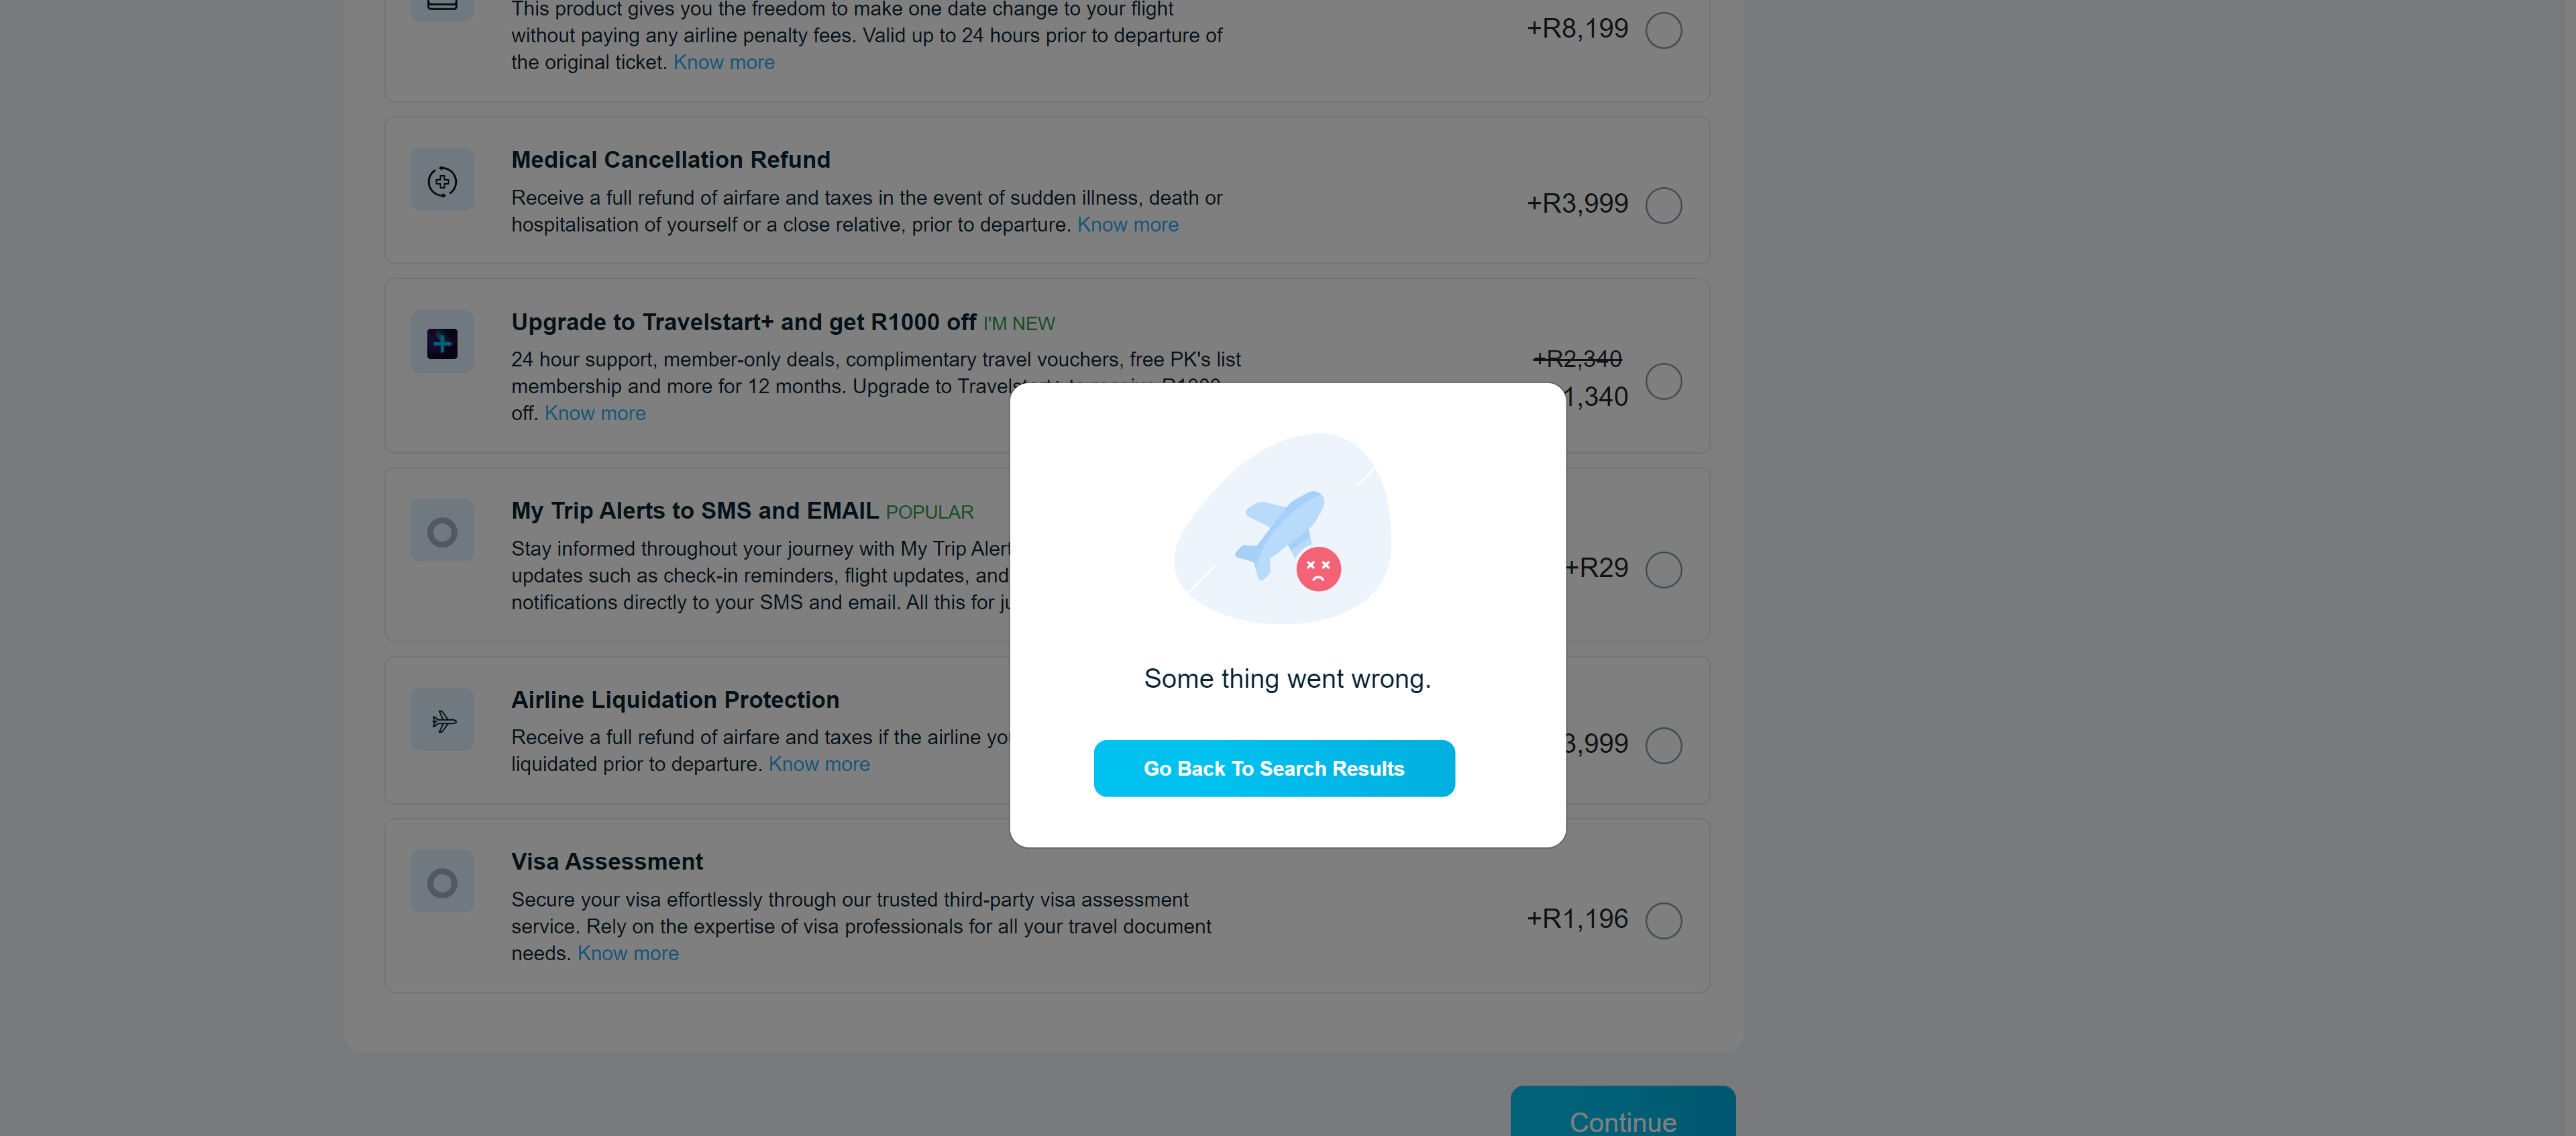 This product gives you the freedom to make one date change to your flight
without paying any airline penalty fees. Valid up to 24 hours prior to departure of
the original ticket. Know more
+R8,199
Medical Cancellation Refund
Receive a full refund of airfare and taxes in the event of sudden illness, death or
hospitalisation of yourself or a close relative, prior to departure. Know more
+R3,999
Upgrade to Travelstart+ and get R1000 off I'M NEW
24 hour support, member-only deals, complimentary travel vouchers, free PK's list
membership and more for 12 months. Upgrade to Travelstart+ to receive R1000
off. Know more
+R2,340
1,340
My Trip Alerts to SMS and EMAIL POPULAR
Stay informed throughout your journey with My Trip Alert
updates such as check-in reminders, flight updates, and
notifications directly to your SMS and email. All this for
+R29
Airline Liquidation Protection
Receive a full refund of airfare and taxes if the airline
liquidated prior to departure. Know more
3,999
Visa Assessment
Secure your visa effortlessly through our trusted third-party visa assessment
service. Rely on the expertise of visa professionals for all your travel document
needs. Know more
+R1,196
Some thing went wrong.
Go Back To Search Results
Continue